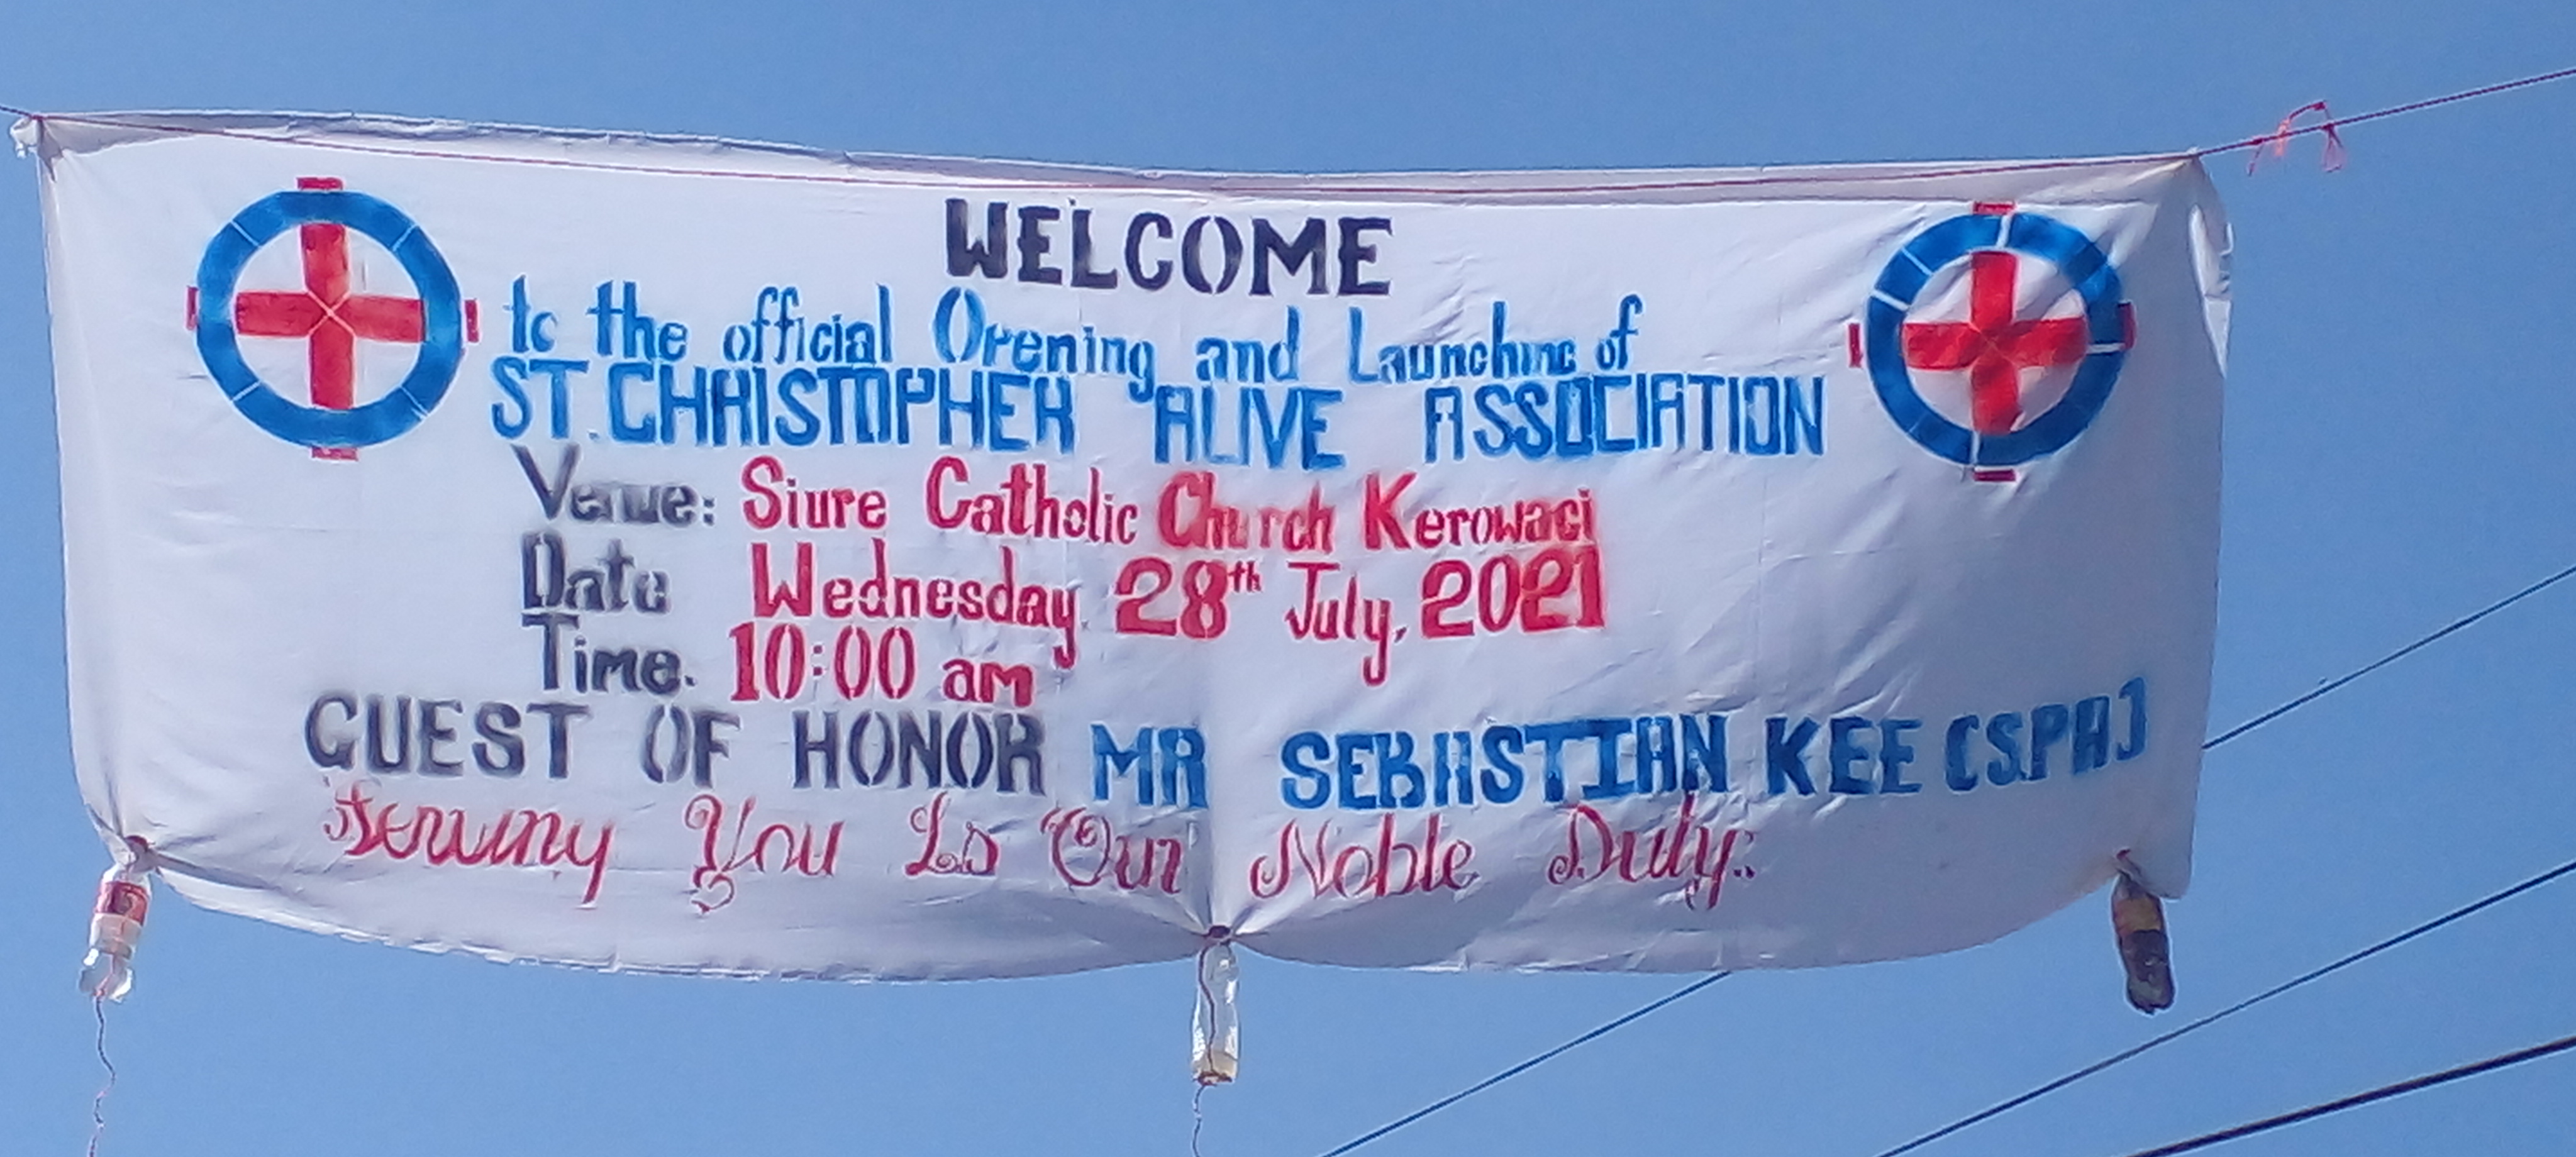 WELCOME
to the official Opening and Launching of
ST. CHRISTOPHER ALIVE ASSOCIATION
Venue: Siure Catholic Church Kerowagi
Date Wednesday 28th July, 2021
Time. 10:00 am
GUEST OF HONOR MR SEBASTIAN KEE (SPA)
Serving You Is Our Noble Duty.